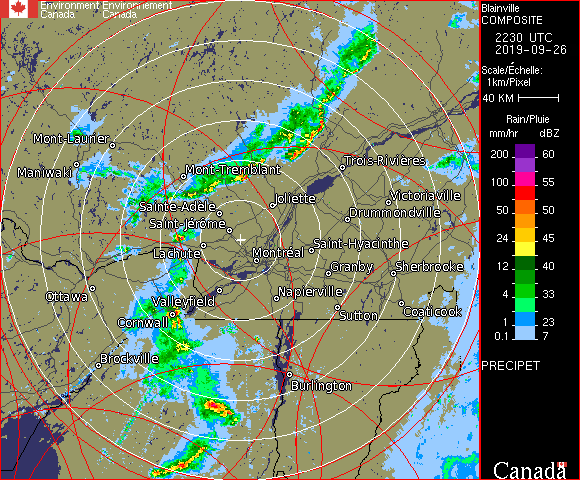 Environment Environnement
Canada Canada
Blainville
COMPOSITE
2230 UTC
2019-09-26
Scale/Échelle:
1km/Pixel
40 KM
Rain/Pluie
mm/hr dBZ
200 60
100 55
50 50
24 45
12 40
4 33
1 23
0.1 7
PRECIPET
Canada
Mont-Laurier
Maniwaki
Mont-Tremblant
Trois-Rivières
Sainte-Adèle
Joliette
Victoriaville
Drummondville
Saint-Jérôme
Lachute
Montréal
Saint-Hyacinthe
Granby
Sherbrooke
Ottawa
Valleyfield
Napierville
Cornwall
Sutton
Coaticook
Brockville
Burlington